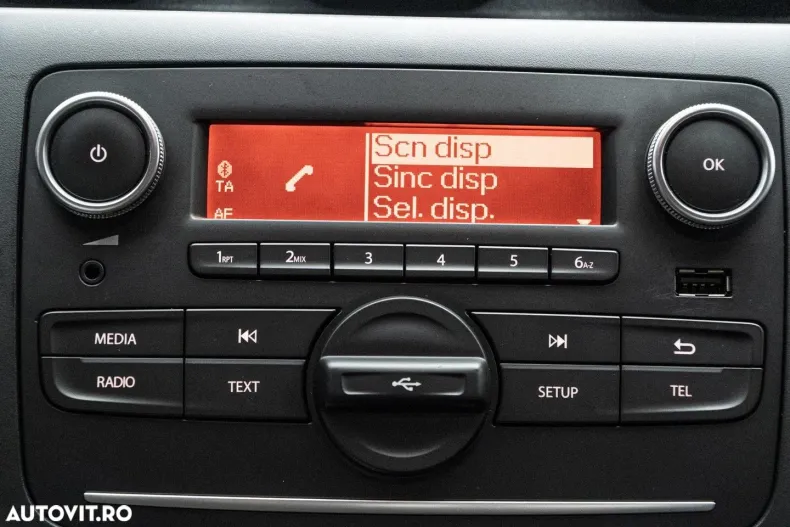 Scn disp
Sinc disp
Sel. disp.
TA
AF
OK
1RPT
2MIX
3
4
5
6A-Z
MEDIA
RADIO
TEXT
SETUP
TEL
AUTOVIT.RO